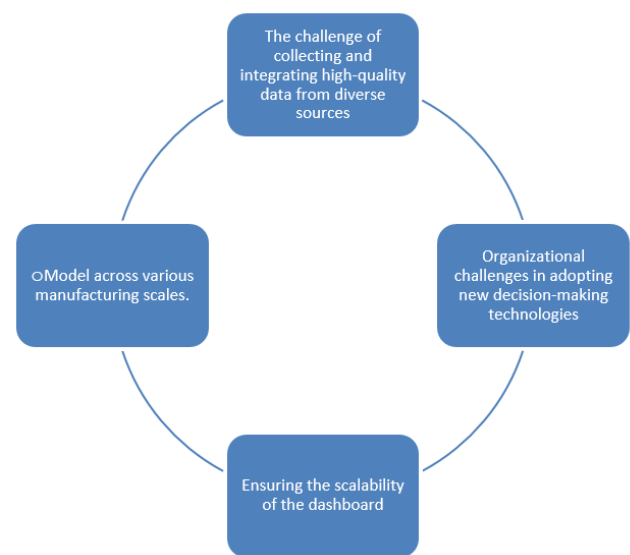 The challenge of
collecting and
integrating high-quality
data from diverse
sources
Organizational
challenges in adopting
new decision-making
technologies
Ensuring the scalability
of the dashboard
oModel across various
manufacturing scales.